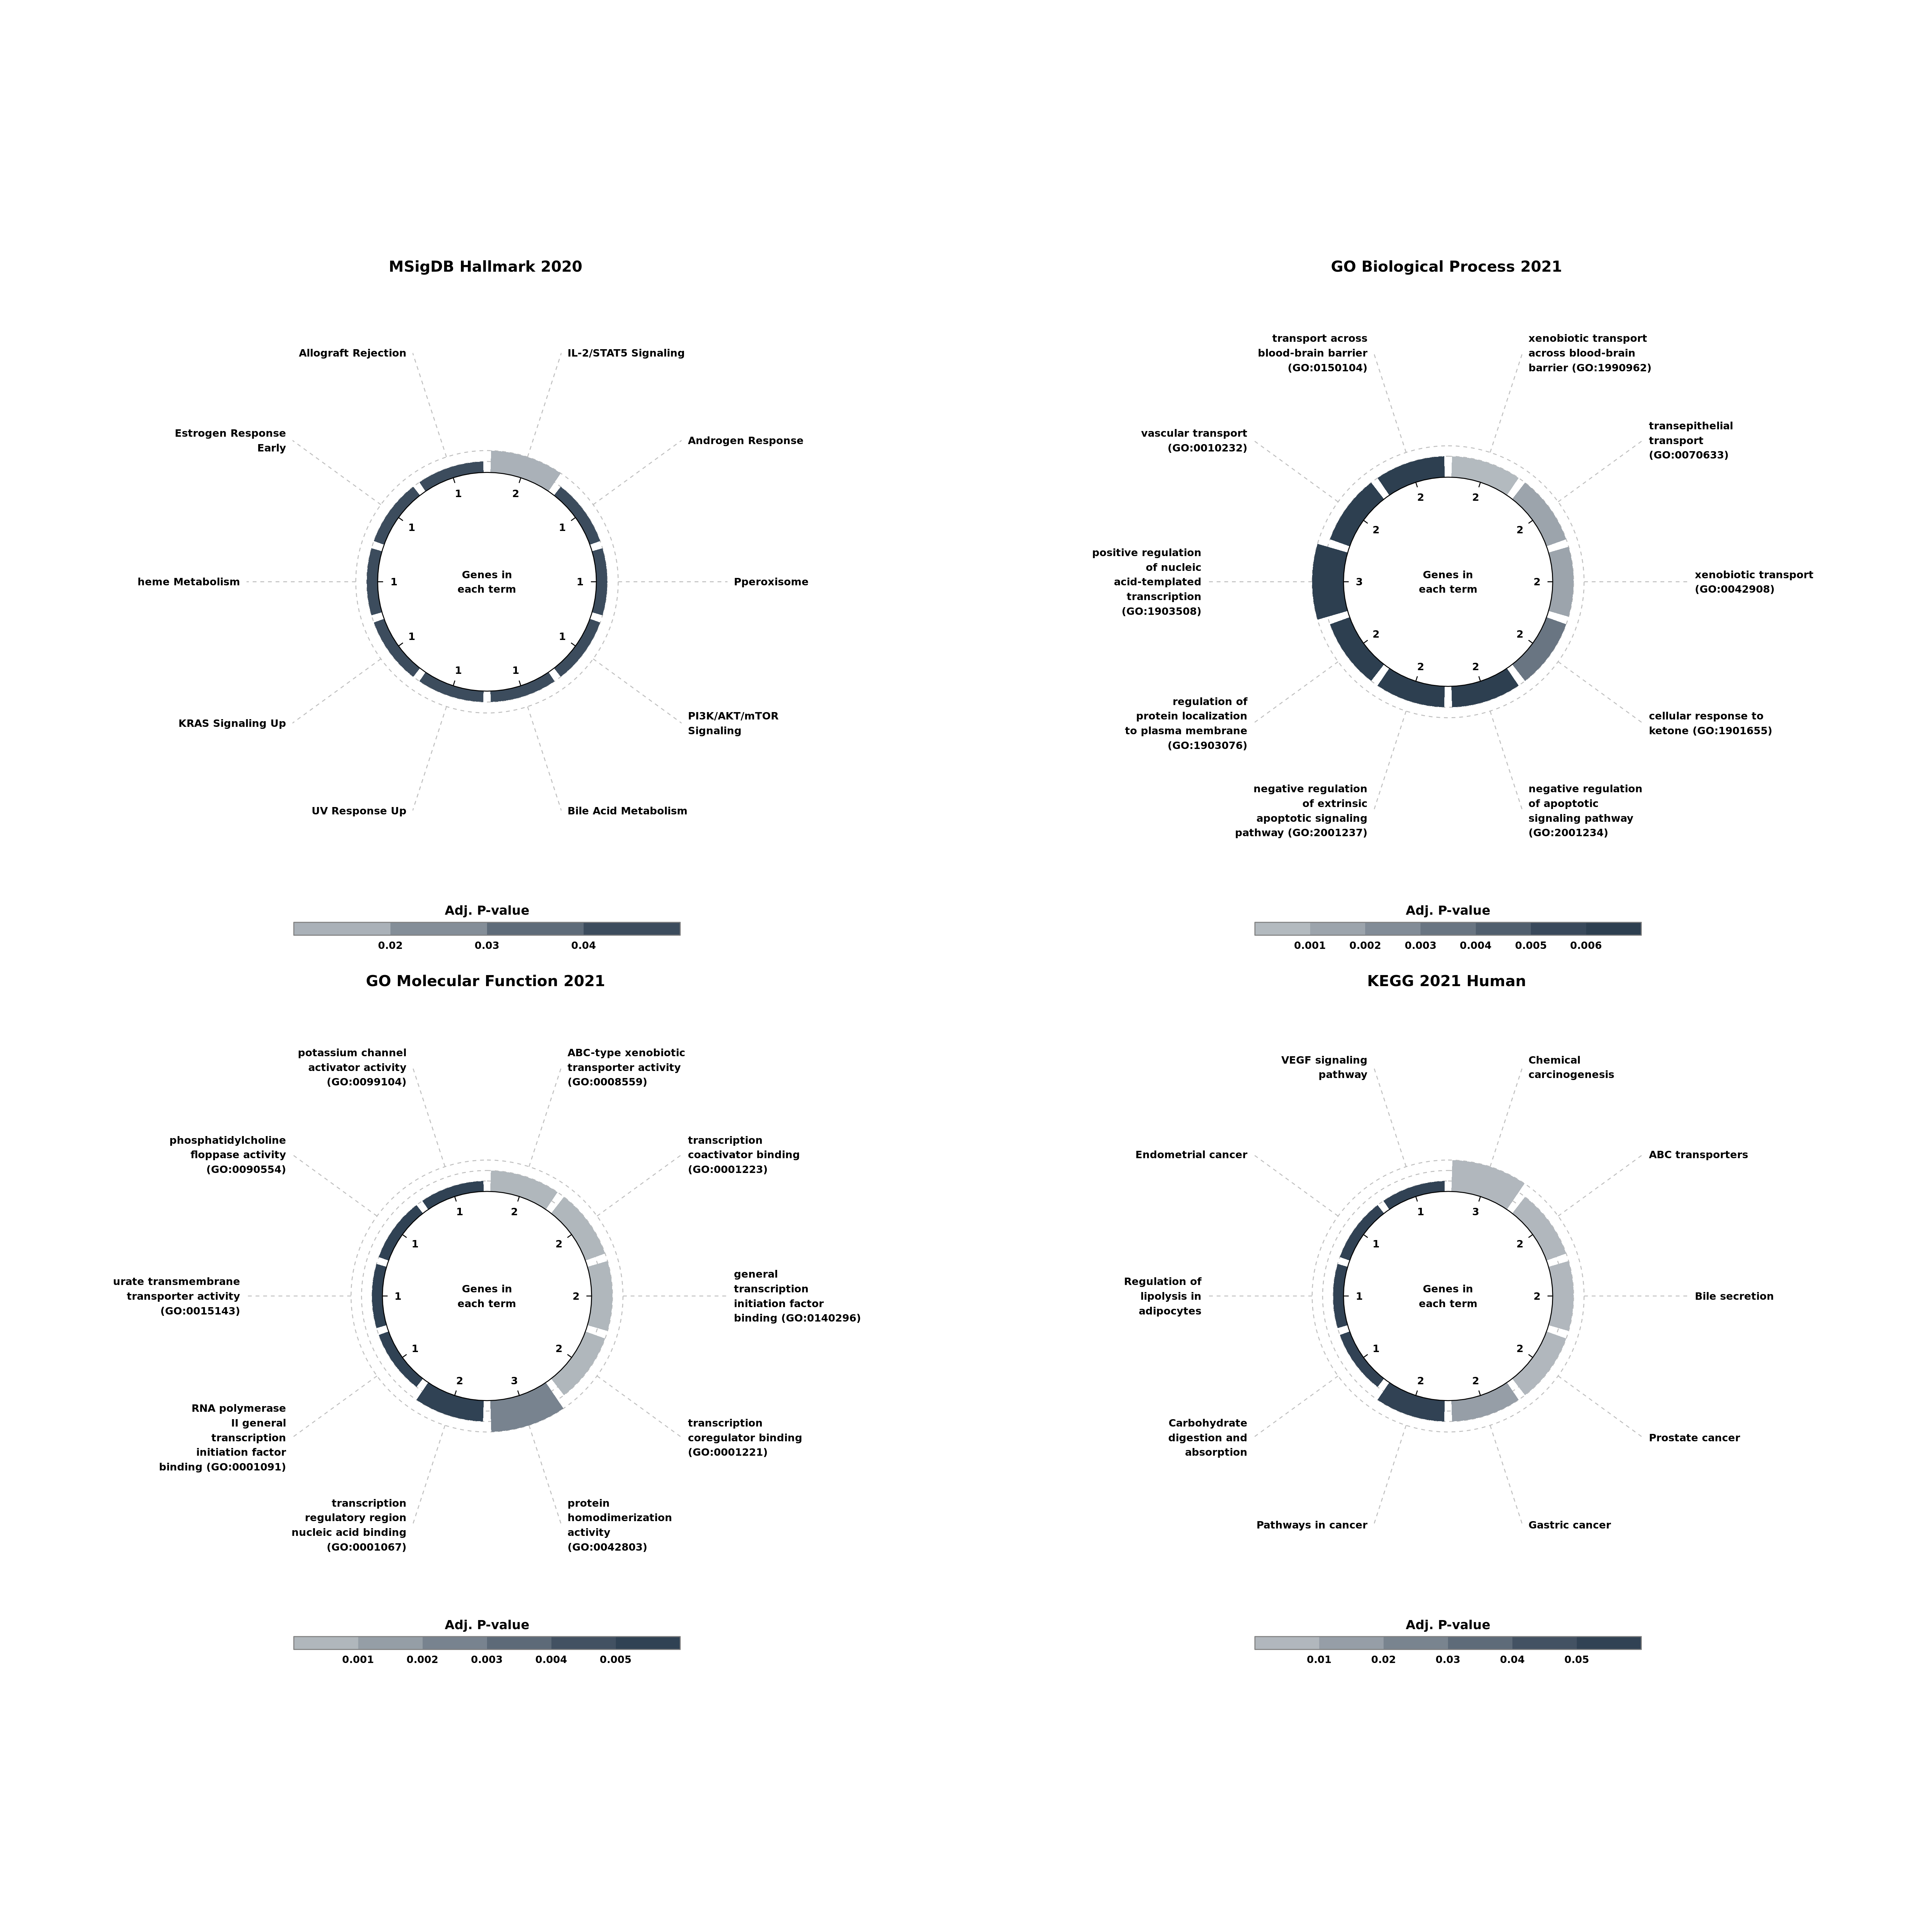 MSigDB Hallmark 2020
Allograft Rejection
IL-2/STAT5 Signaling
Estrogen Response
Early
Androgen Response
heme Metabolism
Pperoxisome
KRAS Signaling Up
PI3K/AKT/mTOR
Signaling
UV Response Up
Bile Acid Metabolism
1
2
1
1
1
1
1
1
1
1
Genes in
each term
Adj. P-value
0.02
0.03
0.04
GO Biological Process 2021
transport across
blood-brain barrier
(GO:0150104)
xenobiotic transport
across blood-brain
barrier (GO:1990962)
vascular transport
(GO:0010232)
transepithelial
transport
(GO:0070633)
positive regulation
of nucleic
acid-templated
transcription
(GO:1903508)
xenobiotic transport
(GO:0042908)
regulation of
protein localization
to plasma membrane
(GO:1903076)
cellular response to
ketone (GO:1901655)
negative regulation
of extrinsic
apoptotic signaling
pathway (GO:2001237)
negative regulation
of apoptotic
signaling pathway
(GO:2001234)
2
2
2
2
3
2
2
2
2
2
Genes in
each term
Adj. P-value
0.001
0.002
0.003
0.004
0.005
0.006
GO Molecular Function 2021
potassium channel
activator activity
(GO:0099104)
ABC-type xenobiotic
transporter activity
(GO:0008559)
phosphatidylcholine
floppase activity
(GO:0090554)
transcription
coactivator binding
(GO:0001223)
urate transmembrane
transporter activity
(GO:0015143)
general
transcription
initiation factor
binding (GO:0140296)
RNA polymerase
II general
transcription
initiation factor
binding (GO:0001091)
transcription
coregulator binding
(GO:0001221)
transcription
regulatory region
nucleic acid binding
(GO:0001067)
protein
homodimerization
activity
(GO:0042803)
1
2
1
2
1
2
1
2
2
3
Genes in
each term
Adj. P-value
0.001
0.002
0.003
0.004
0.005
KEGG 2021 Human
VEGF signaling
pathway
Chemical
carcinogenesis
Endometrial cancer
ABC transporters
Regulation of
lipolysis in
adipocytes
Bile secretion
Carbohydrate
digestion and
absorption
Prostate cancer
Pathways in cancer
Gastric cancer
1
3
1
2
1
2
1
2
2
2
Genes in
each term
Adj. P-value
0.01
0.02
0.03
0.04
0.05